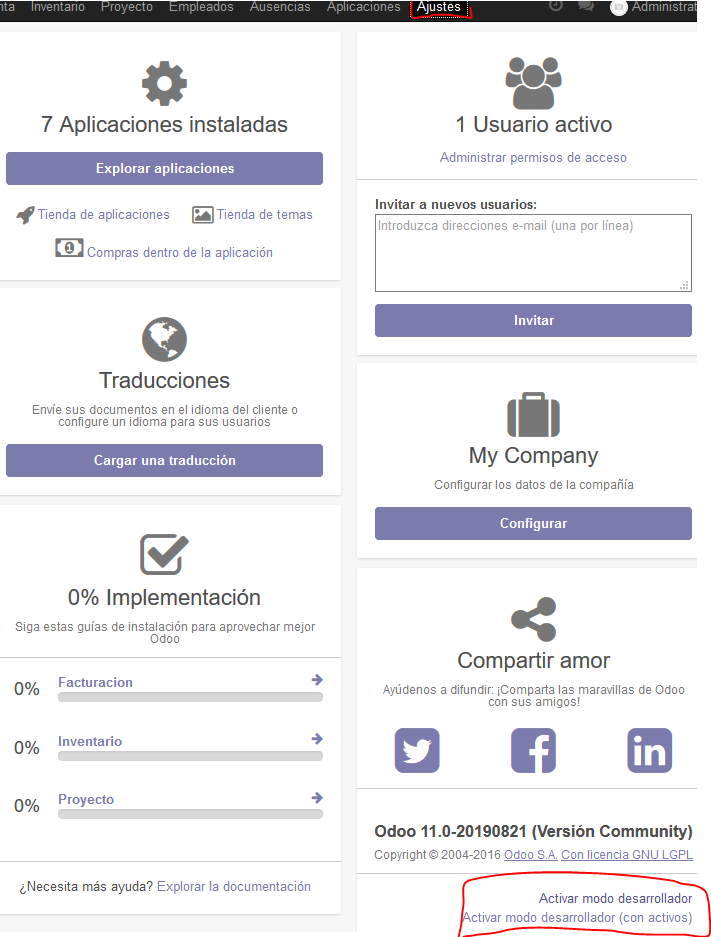 Inventario Proyecto Empleados Ausencias Aplicaciones Ajustes
7 Aplicaciones instaladas
Explorar aplicaciones
Tienda de aplicaciones Tienda de temas
1
Compras dentro de la aplicación
1 Usuario activo
Administrar permisos de acceso
Invitar a nuevos usuarios:
Introduzca direcciones e-mail (una por línea)
Invitar
Traducciones
Envíe sus documentos en el idioma del cliente o
configure un idioma para sus usuarios
Cargar una traducción
My Company
Configurar los datos de la compañía
Configurar
0% Implementación
Siga estas guías de instalación para aprovechar mejor
Odoo
0% Facturacion
0% Inventario
0% Proyecto
¿Necesita más ayuda? Explorar la documentación
Compartir amor
Ayúdenos a difundir: ¡Comparta las maravillas de Odoo
con sus amigos!
f
in
Odoo 11.0-20190821 (Versión Community)
Copyright © 2004-2016 Odoo S.A. Con licencia GNU LGPL
Activar modo desarrollador
Activar modo desarrollador (con activos)